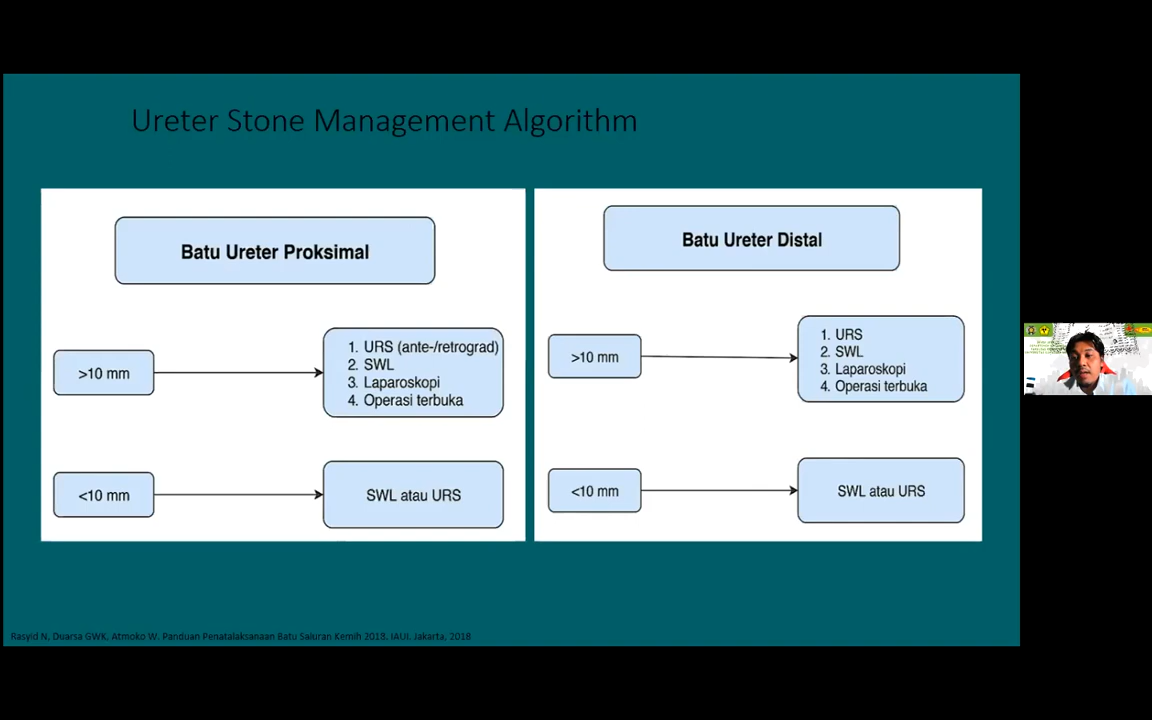 Ureter Stone Management Algorithm
Batu Ureter Proksimal
>10 mm
1. URS (ante-/retrograd)
2. SWL
3. Laparoskopi
4. Operasi terbuka
<10 mm
SWL atau URS
Batu Ureter Distal
>10 mm
1. URS
2. SWL
3. Laparoskopi
4. Operasi terbuka
<10 mm
SWL atau URS
Rasyid N, Duarsa GWK, Atmoko W. Panduan Penatalaksanaan Batu Saluran Kemih 2018. IAUI. Jakarta, 2018